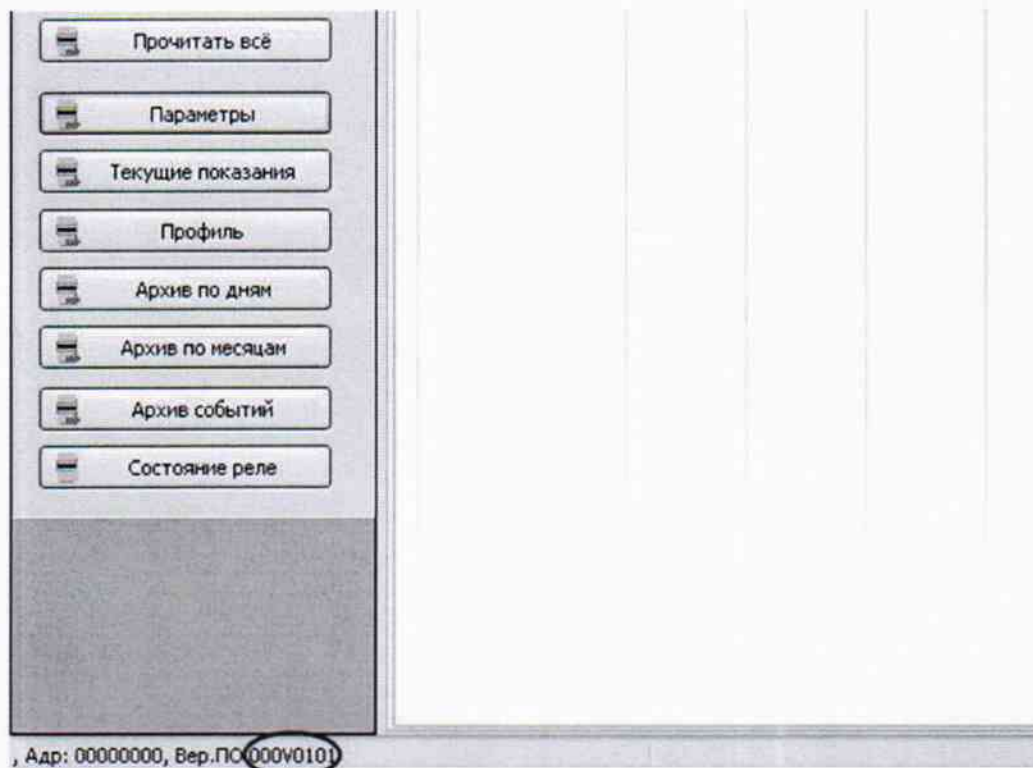 Прочитать всё
Параметры
Текущие показания
Профиль
Архив по дням
Архив по месяцам
Архив событий
Состояние реле
, Адр: 00000000, Вер.ПО 000V0101